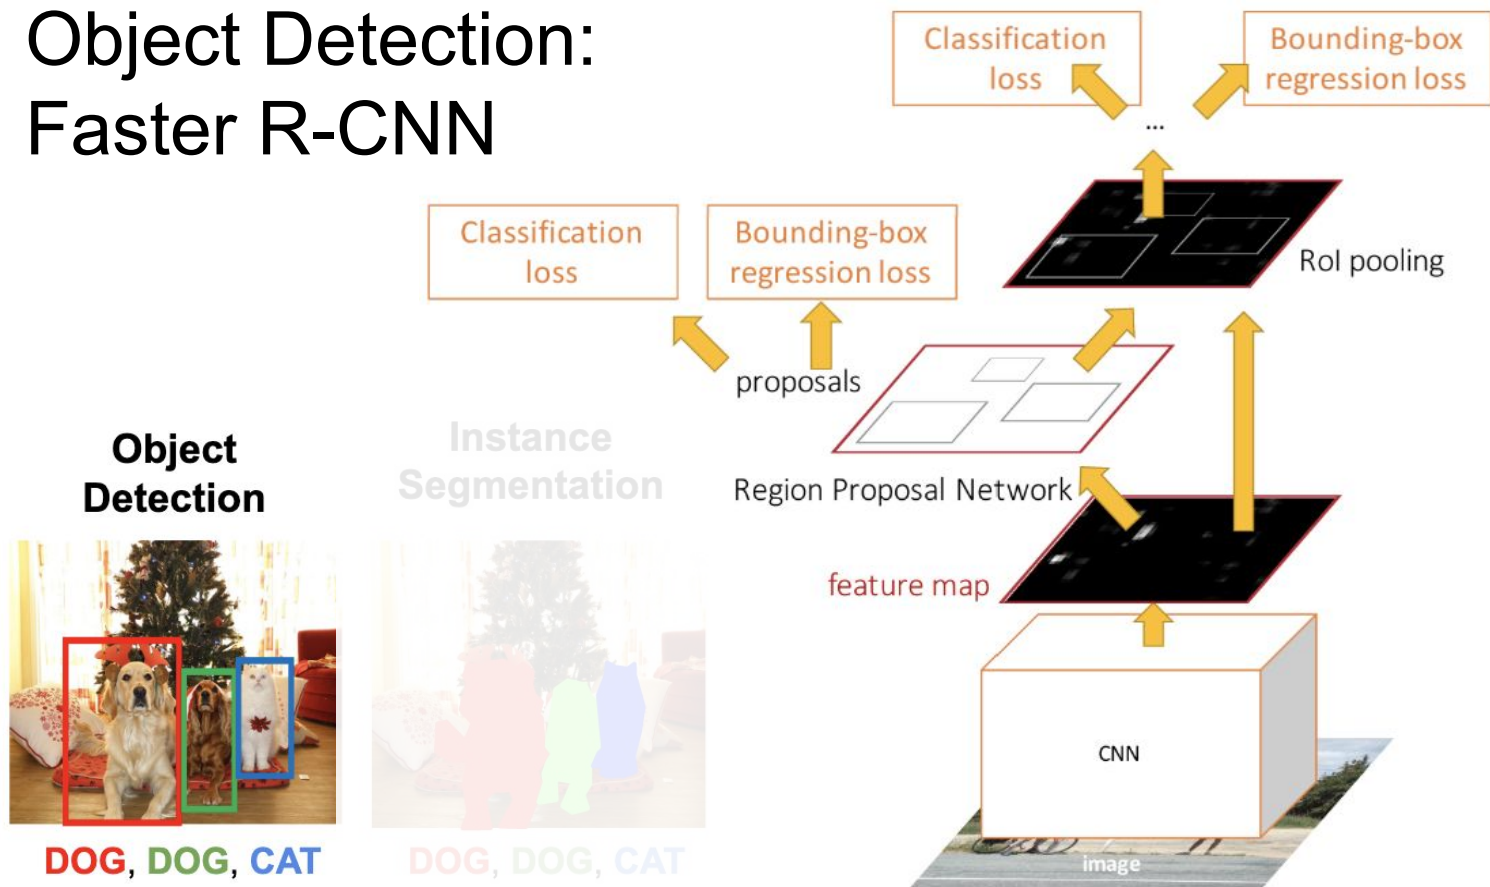 Object Detection:
Faster R-CNN
Classification
loss
Bounding-box
regression loss
...
Classification
loss
Bounding-box
regression loss
RoI pooling
proposals
Region Proposal Network
feature map
CNN
image
Object
Detection
DOG, DOG, CAT
Instance
Segmentation
DOG, DOG, CAT